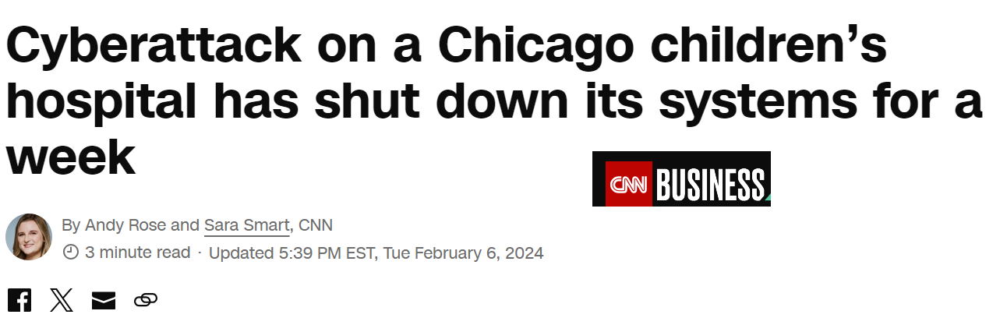 Cyberattack on a Chicago children’s
hospital has shut down its systems for a
week
CNN BUSINESS
By Andy Rose and Sara Smart, CNN
3 minute read · Updated 5:39 PM EST, Tue February 6, 2024